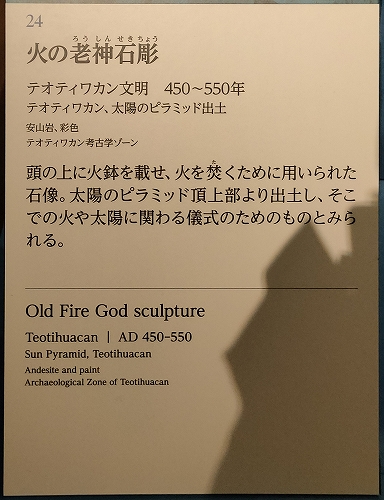 24
火の老神石彫
ろうしんせきちょう
テオティワカン文明 450～550年
テオティワカン、太陽のピラミッド出土
安山岩、彩色
テオティワカン考古学ゾーン
頭の上に火鉢を載せ、火を焚くために用いられた
た
石像。太陽のピラミッド頂上部より出土し、そこ
での火や太陽に関わる儀式のためのものとみら
れる。
Old Fire God sculpture
Teotihuacan | AD 450-550
Sun Pyramid, Teotihuacan
Andesite and paint
Archaeological Zone of Teotihuacan